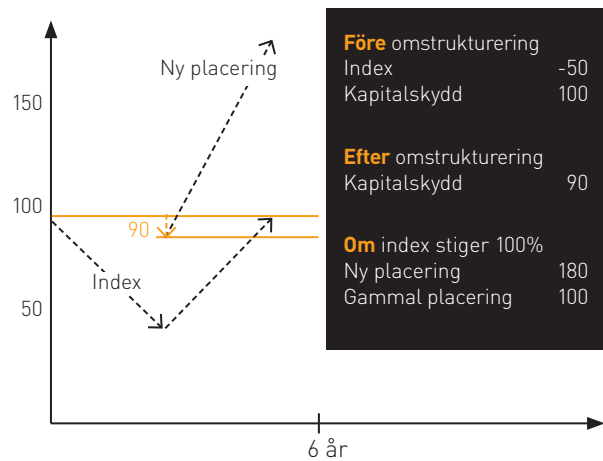 150
100
50
Ny placering
90
Index
6 år
Före omstrukturering
Index -50
Kapitalskydd 100
Efter omstrukturering
Kapitalskydd 90
Om index stiger 100%
Ny placering 180
Gammal placering 100